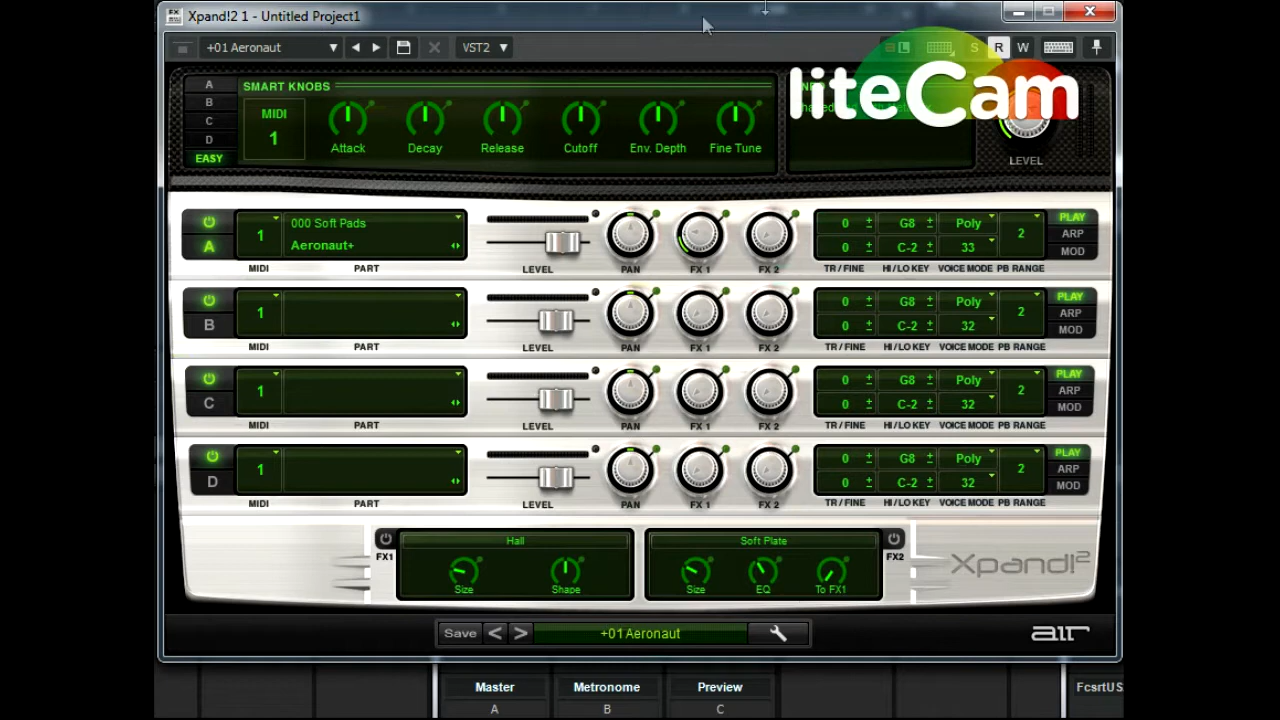 Xpand!2 1 - Untitled Project1
+01 Aeronaut
VST2
L
S
R
W
liteCam
A
B
C
D
EASY
SMART KNOBS
MIDI
1
Attack
Decay
Release
Cutoff
Env. Depth
Fine Tune
LEVEL
A
1
000 Soft Pads
Aeronaut+
0 G8 Poly
0 C-2 33
2
PLAY
ARP
MOD
MIDI PART LEVEL PAN FX 1 FX 2 TR / FINE HI / LO KEY VOICE MODE PB RANGE
B
1
0 G8 Poly
0 C-2 32
2
PLAY
ARP
MOD
MIDI PART LEVEL PAN FX 1 FX 2 TR / FINE HI / LO KEY VOICE MODE PB RANGE
C
1
0 G8 Poly
0 C-2 32
2
PLAY
ARP
MOD
MIDI PART LEVEL PAN FX 1 FX 2 TR / FINE HI / LO KEY VOICE MODE PB RANGE
D
1
0 G8 Poly
0 C-2 32
2
PLAY
ARP
MOD
MIDI PART LEVEL PAN FX 1 FX 2 TR / FINE HI / LO KEY VOICE MODE PB RANGE
FX1
Hall
Size
Shape
Soft Plate
Size
EQ
To FX1
FX2
Xpand!2
Save < > +01 Aeronaut
air
Master
A
Metronome
B
Preview
C
FcsrtUS